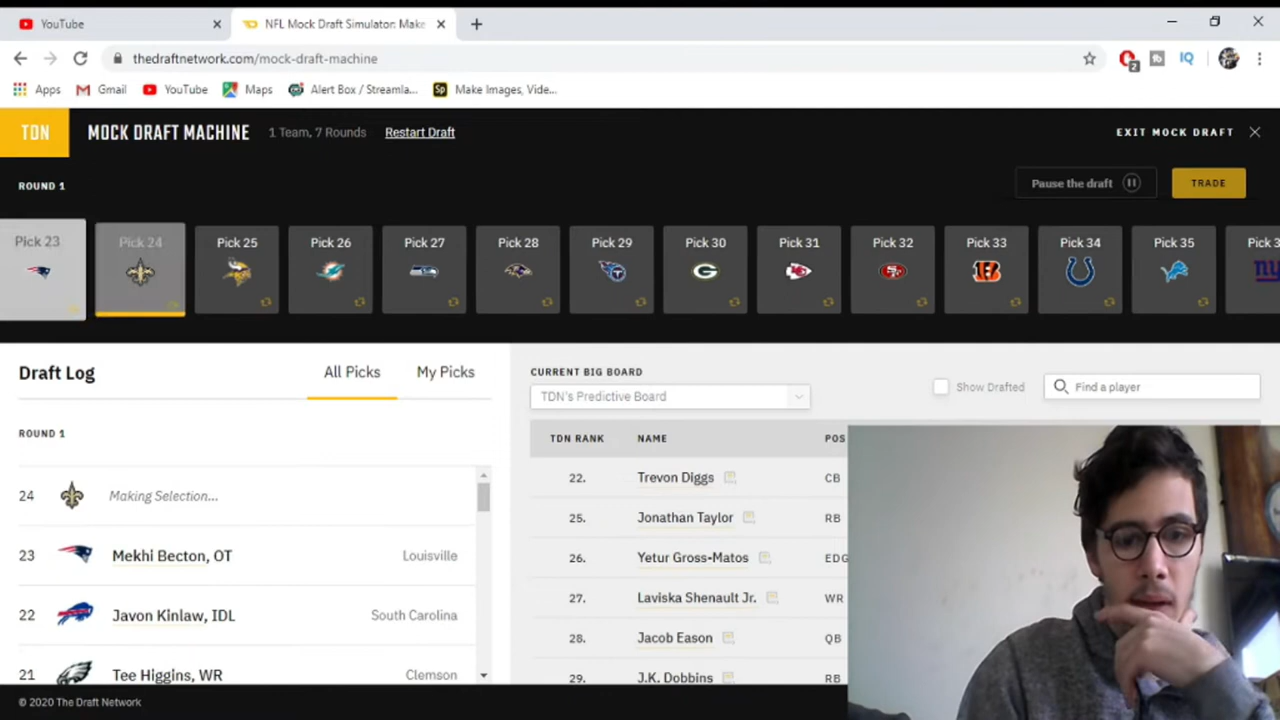 YouTube
NFL Mock Draft Simulator: Make
thedraftnetwork.com/mock-draft-machine
2
IQ
Apps Gmail YouTube Maps Alert Box / Streamla... Sp Make Images, Vide...
TDN MOCK DRAFT MACHINE 1 Team, 7 Rounds Restart Draft EXIT MOCK DRAFT
ROUND 1 Pause the draft TRADE
Pick 23 Pick 24 Pick 25 Pick 26 Pick 27 Pick 28 Pick 29 Pick 30 Pick 31 Pick 32 Pick 33 Pick 34 Pick 35 Pick 3
Draft Log All Picks My Picks
ROUND 1
24 Making Selection...
23 Mekhi Becton, OT Louisville
22 Javon Kinlaw, IDL South Carolina
21 Tee Higgins, WR Clemson
CURRENT BIG BOARD
TDN's Predictive Board Show Drafted Find a player
TDN RANK NAME POS
22. Trevon Diggs CB
25. Jonathan Taylor RB
26. Yetur Gross-Matos EDG
27. Laviska Shenault Jr. WR
28. Jacob Eason QB
29. J.K. Dobbins RB
© 2020 The Draft Network